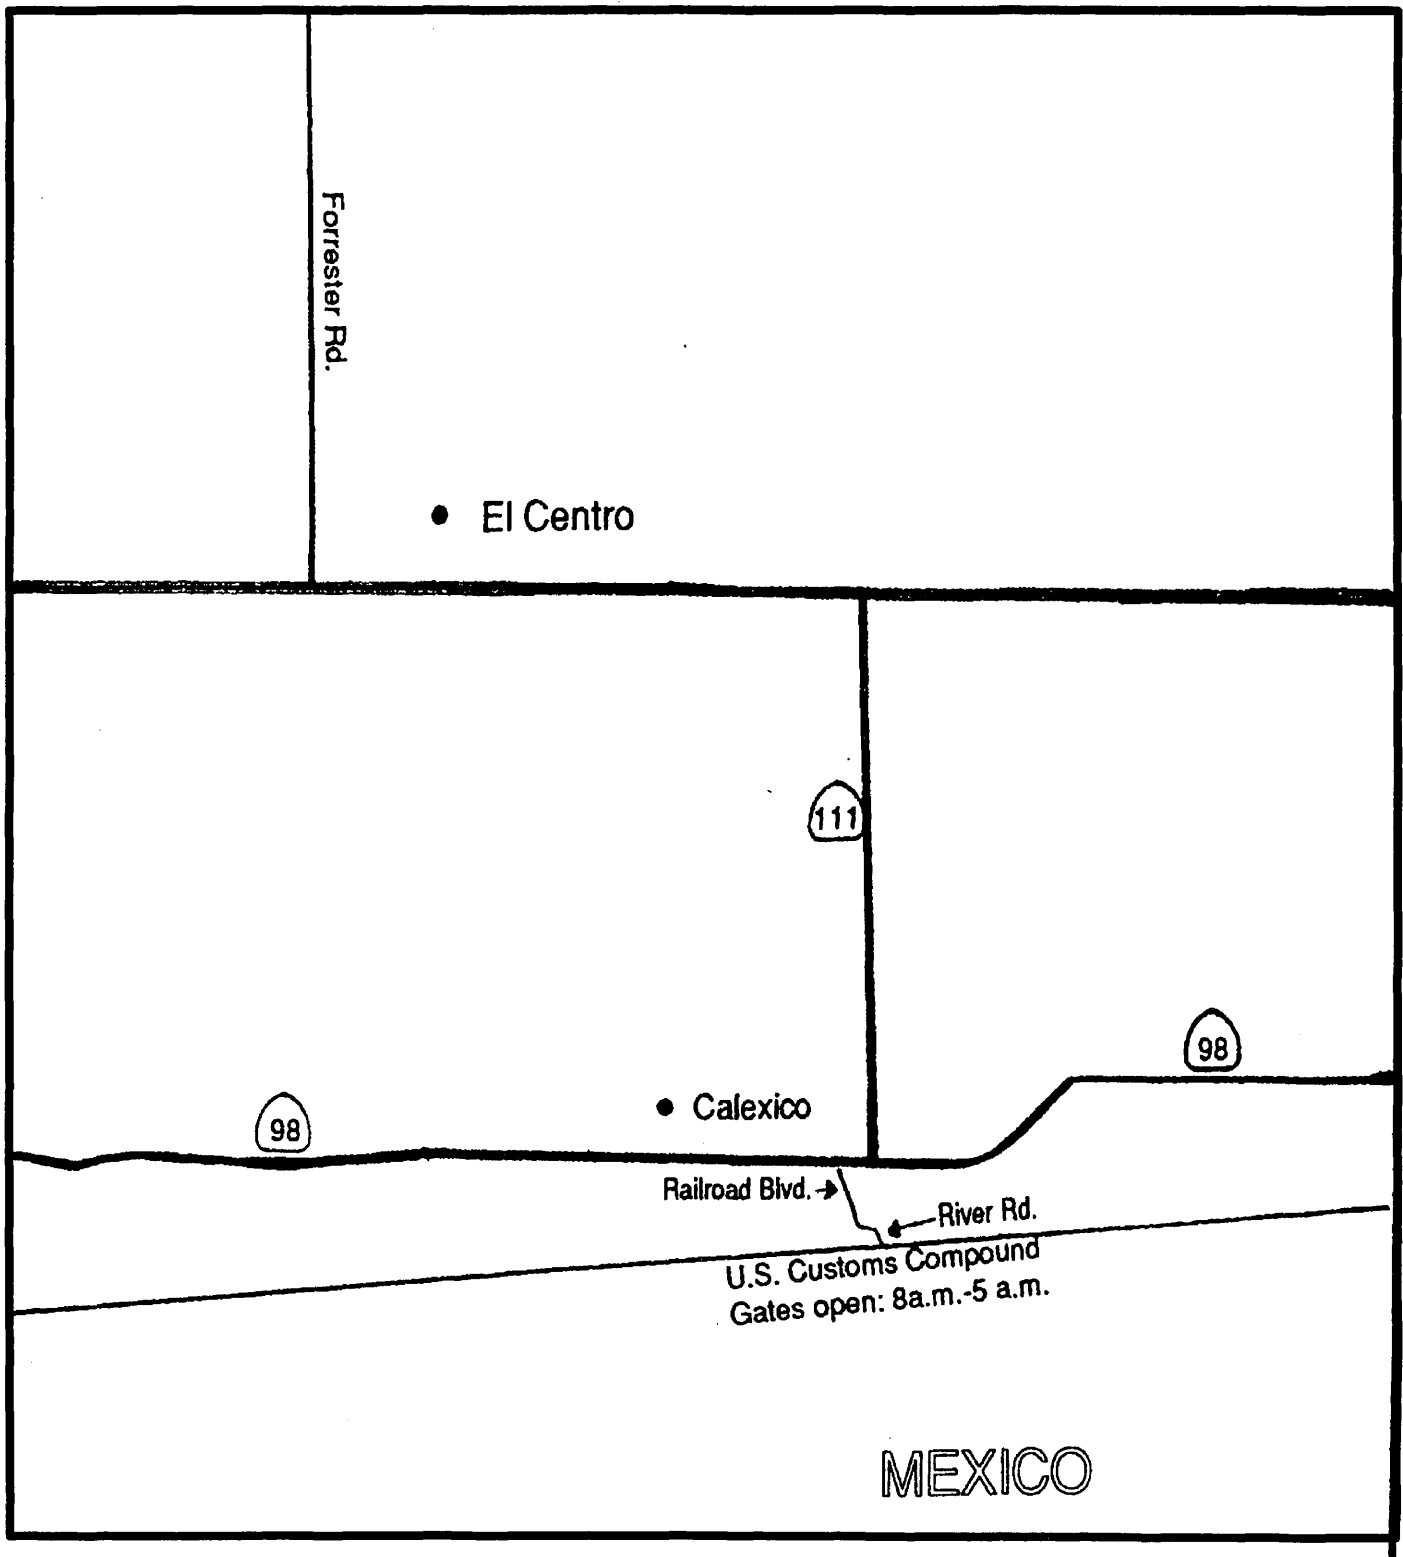 Forrester Rd.
El Centro
111
98
Calexico
98
Railroad Blvd.
River Rd.
U.S. Customs Compound
Gates open: 8a.m.-5 a.m.
MEXICO